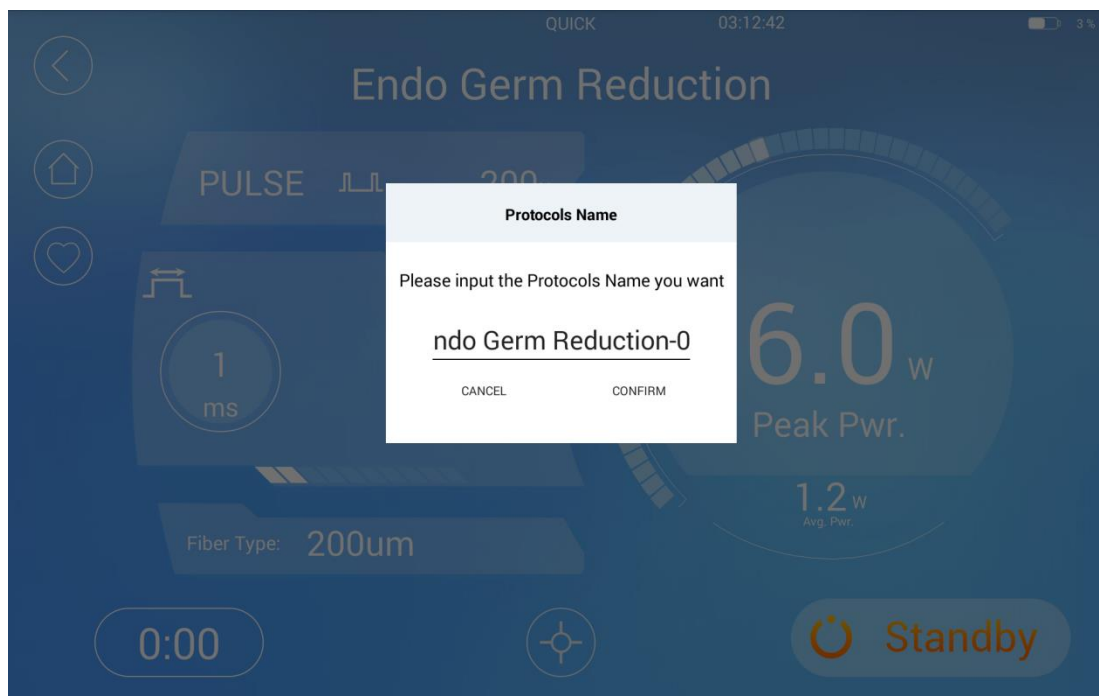 QUICK 03:12:42 3%
Endo Germ Reduction
PULSE 200
Protocols Name
Please input the Protocols Name you want
ndo Germ Reduction-0
CANCEL CONFIRM
1
ms
6.0 W
Peak Pwr.
1.2 W
Avg. Pwr.
Fiber Type: 200um
0:00
Standby